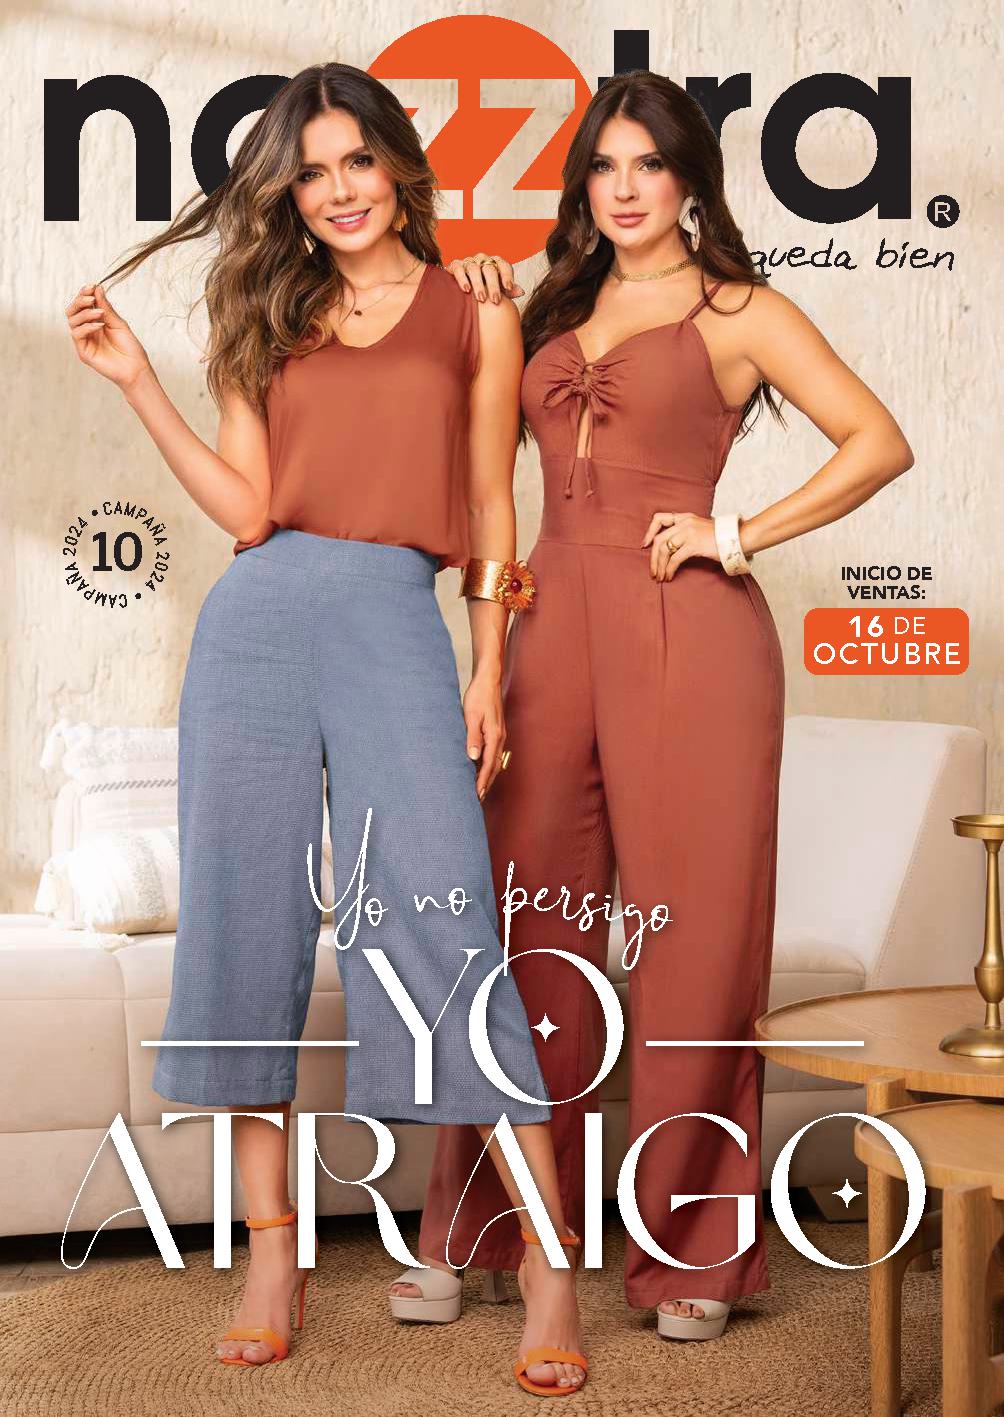 nozztra®
queda bien
CAMPAÑA 2024 • CAMPAÑA 2024 •
10
INICIO DE
VENTAS:
16 DE
OCTUBRE
Yo no persigo
YO
ATRAIGO